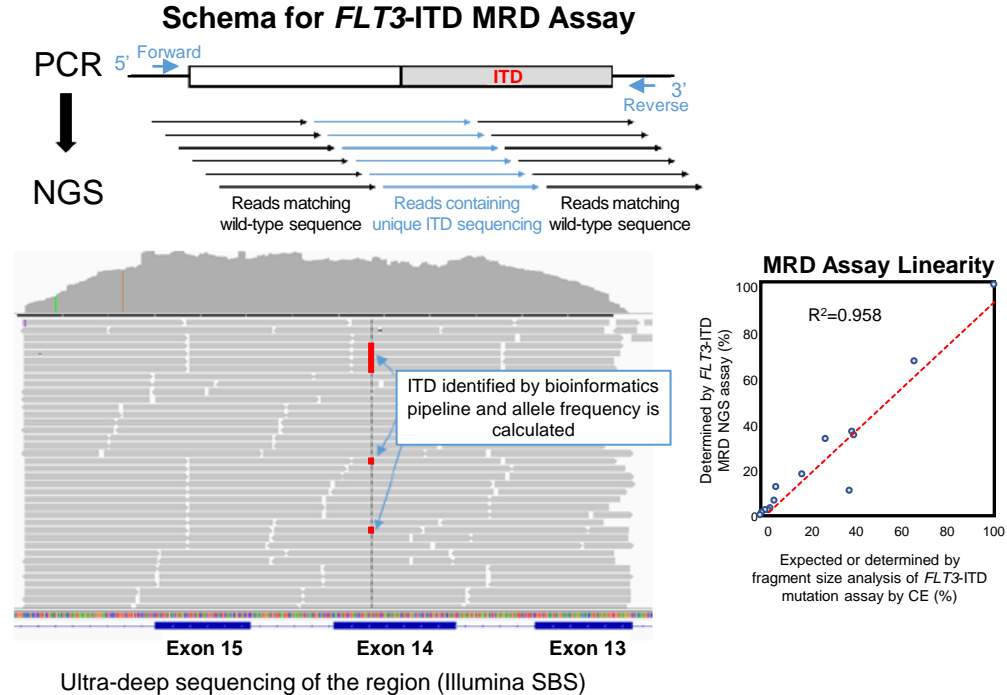 Schema for FLT3-ITD MRD Assay
PCR
5’
Forward
ITD
3’
Reverse
NGS
Reads matching
wild-type sequence
Reads containing
unique ITD sequencing
Reads matching
wild-type sequence
ITD identified by bioinformatics
pipeline and allele frequency is
calculated
Exon 15
Exon 14
Exon 13
Ultra-deep sequencing of the region (Illumina SBS)
MRD Assay Linearity
R²=0.958
Determined by FLT3-ITD
MRD NGS assay (%)
100
80
60
40
20
0
0
20
40
60
80
100
Expected or determined by
fragment size analysis of FLT3-ITD
mutation assay by CE (%)